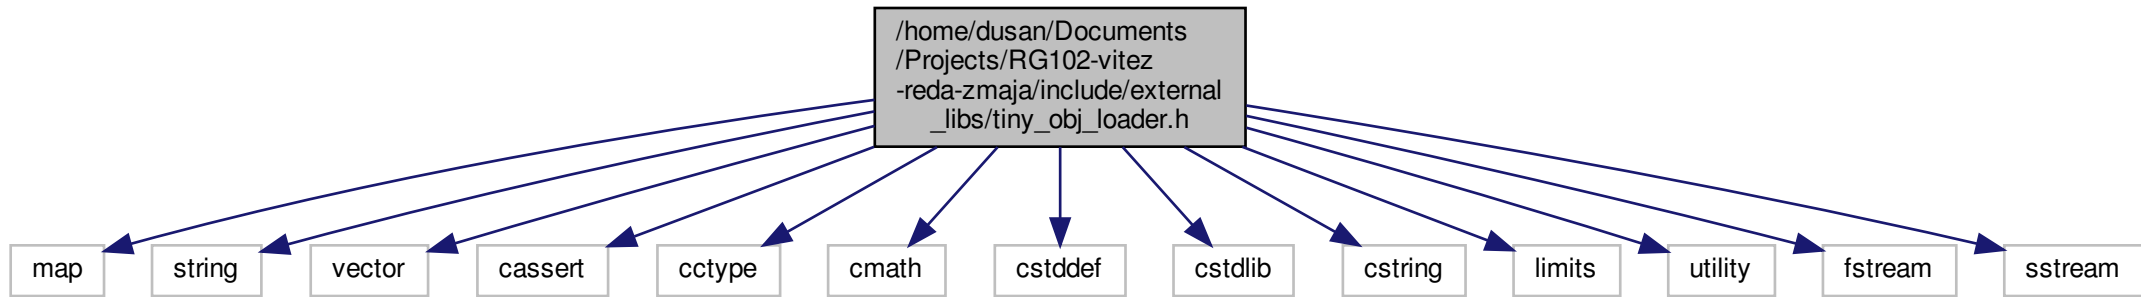 /home/dusan/Documents
/Projects/RG102-vitez
-reda-zmaja/include/external
_libs/tiny_obj_loader.h
map
string
vector
cassert
cctype
cmath
cstddef
cstdlib
cstring
limits
utility
fstream
sstream